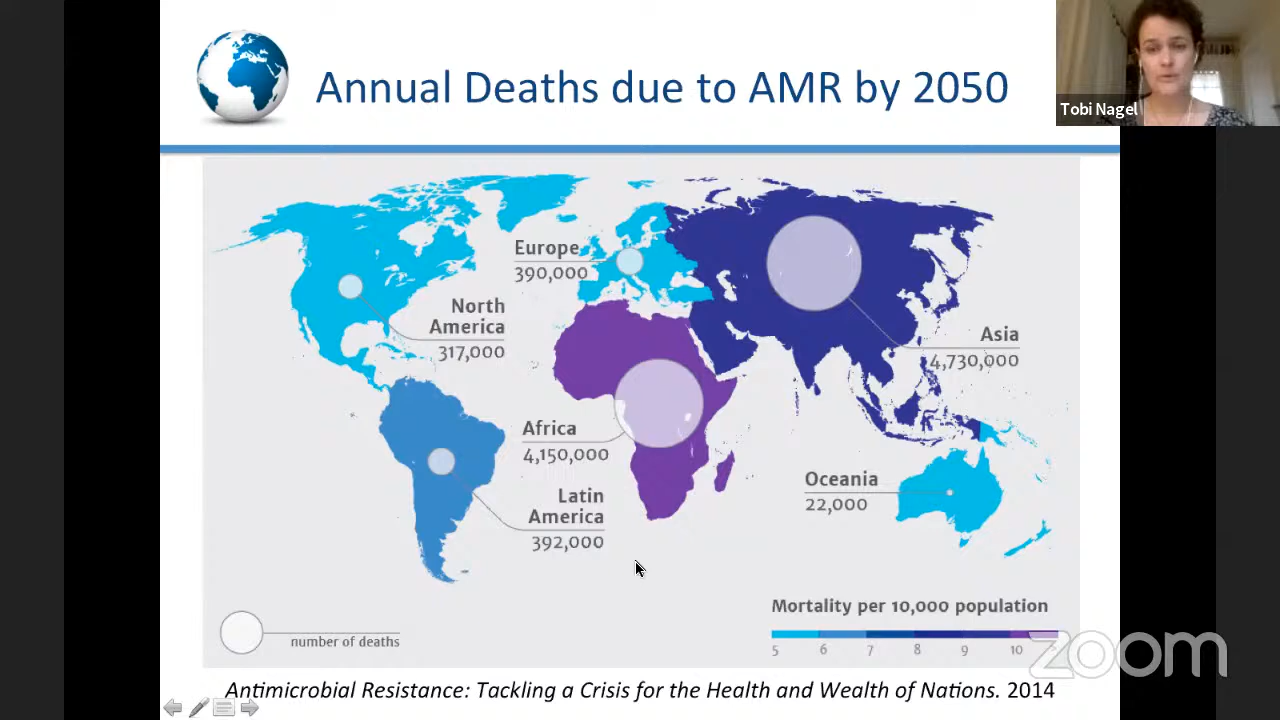 Annual Deaths due to AMR by 2050
Tobi Nagel
Europe
390,000
North
America
317,000
Asia
4,730,000
Africa
4,150,000
Latin
America
392,000
Oceania
22,000
number of deaths
Mortality per 10,000 population
5 6 7 8 9 10
zoom
Antimicrobial Resistance: Tackling a Crisis for the Health and Wealth of Nations. 2014